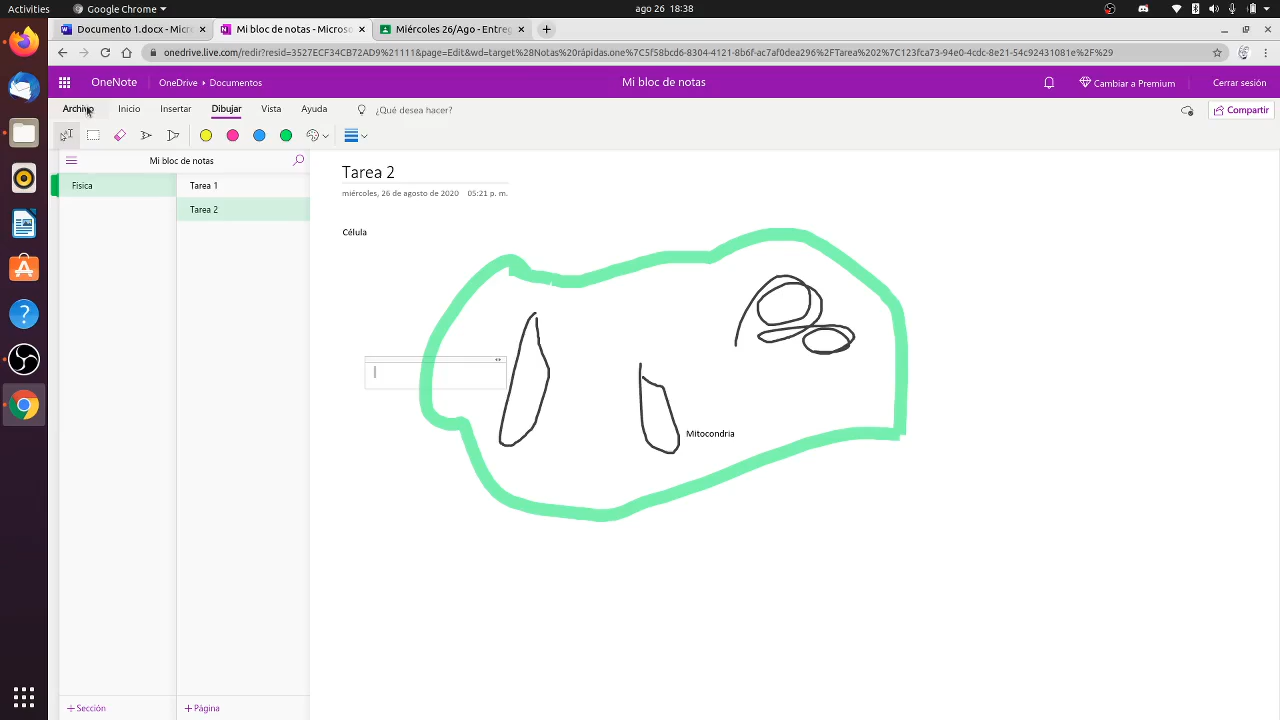 Activities
Google Chrome
ago 26 18:38
Documento 1.docx - Micro
Mi bloc de notas - Microso
Miércoles 26/Ago - Entreg
onedrive.live.com/redir?resid=3527ECF34CB72AD9%2111&page=Edit&wd=target%28Notas%20rápidas.one%7C5f58bcd6-8304-4121-8b6f-ac7af0dea296%2FTarea%202%7C123fca73-94e0-4cdc-8e21-54c92431081e%2F%29
OneNote
OneDrive
Documentos
Mi bloc de notas
Cambiar a Premium
Cerrar sesión
Archivo
Inicio
Insertar
Dibujar
Vista
Ayuda
¿Qué desea hacer?
Compartir
Mi bloc de notas
Física
Tarea 1
Tarea 2
Tarea 2
miércoles, 26 de agosto de 2020 05:21 p. m.
Célula
Mitocondria
+ Sección
+ Página